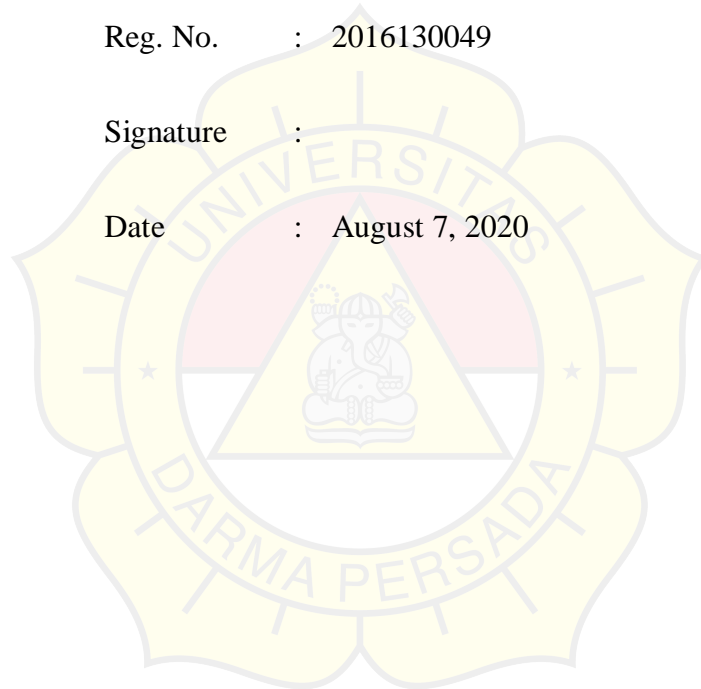 Reg. No. : 2016130049
Signature :
UNIVERSITAS
Date : August 7, 2020
DARMA PERSADA